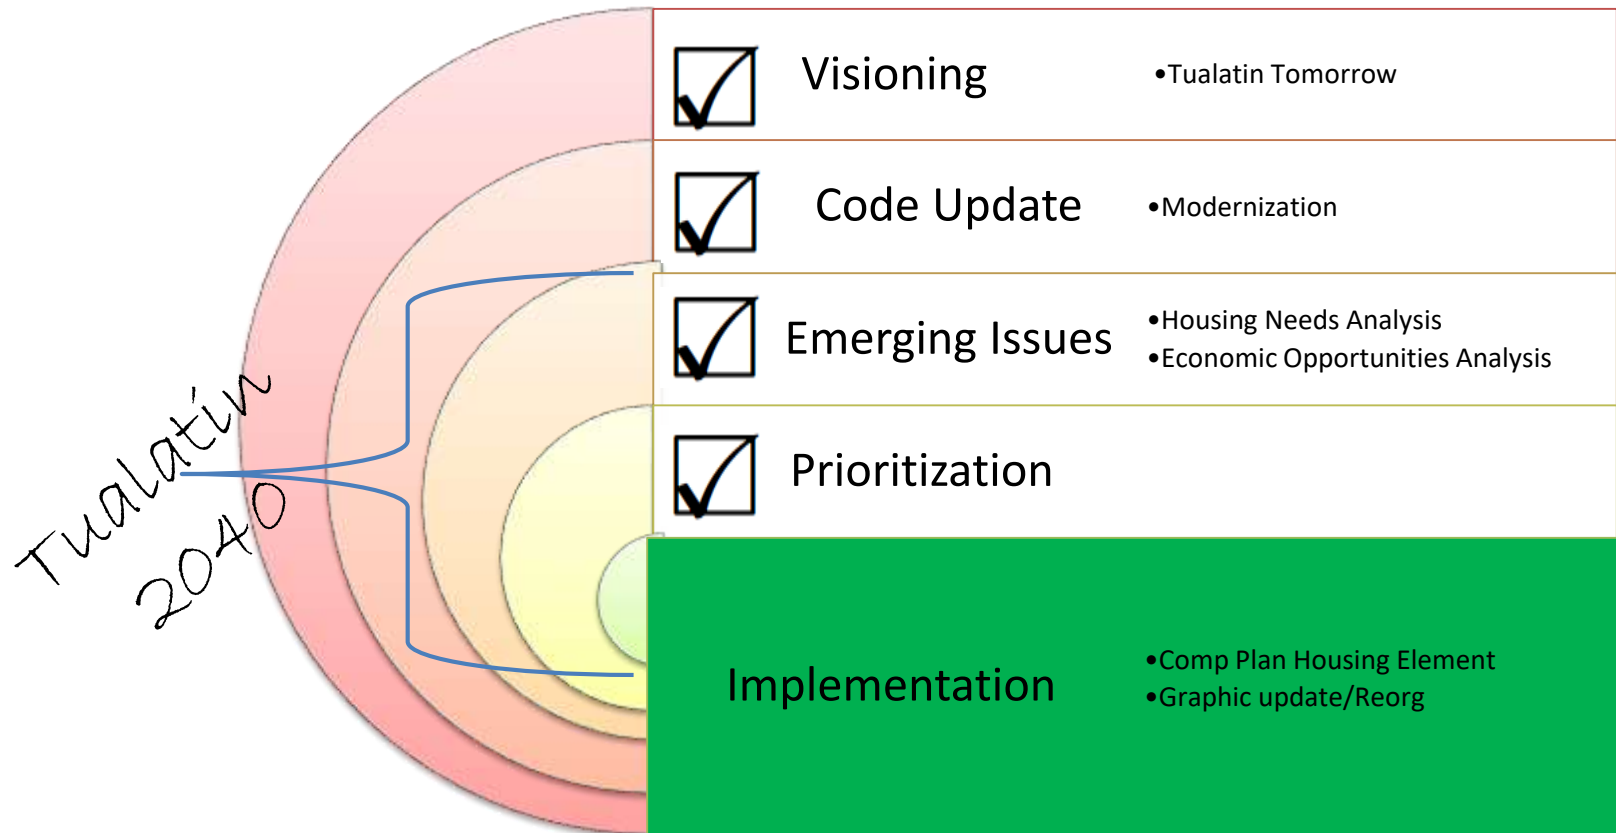 Visioning
•Tualatin Tomorrow
Code Update
•Modernization
Emerging Issues
•Housing Needs Analysis
•Economic Opportunities Analysis
Prioritization
Implementation
•Comp Plan Housing Element
•Graphic update/Reorg
Tualatin
2040